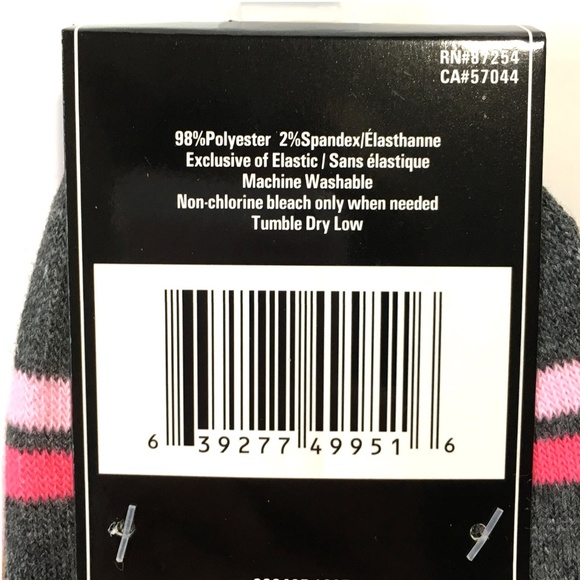 RN#87254
CA#57044
98%Polyester 2%Spandex/Élasthanne
Exclusive of Elastic / Sans élastique
Machine Washable
Non-chlorine bleach only when needed
Tumble Dry Low
6 39277 49951 6